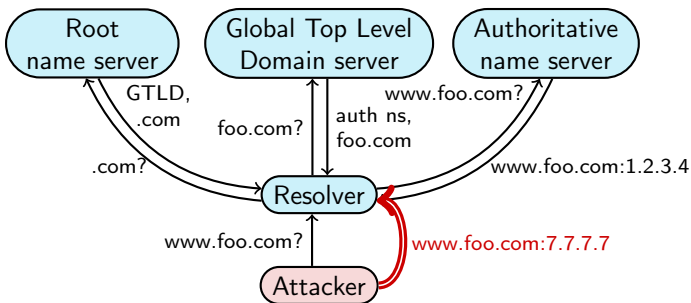 Root
name server
Global Top Level
Domain server
Authoritative
name server
GTLD,
.com
.com?
foo.com?
auth ns,
foo.com
www.foo.com?
www.foo.com:1.2.3.4
Resolver
www.foo.com?
www.foo.com:7.7.7.7
Attacker